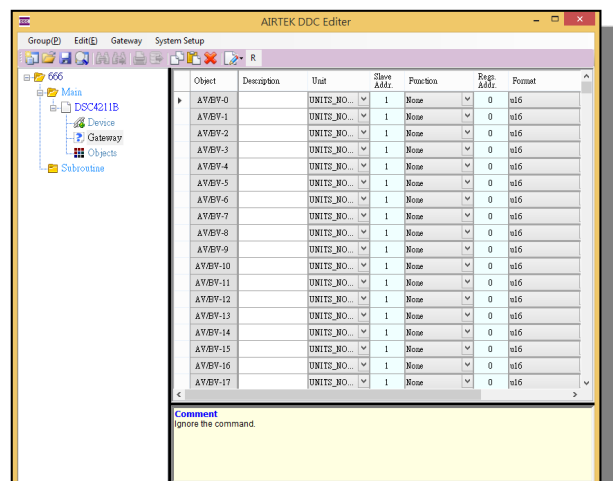 AIRTEK DDC Editer
Group(P) Edit(E) Gateway System Setup
R
666
Main
DSC4211B
Device
Gateway
Objects
Subroutine
Object Description Unit Slave Addr. Function Regs. Addr. Format
AV/BV-0 UNITS_NO... 1 None 0 u16
AV/BV-1 UNITS_NO... 1 None 0 u16
AV/BV-2 UNITS_NO... 1 None 0 u16
AV/BV-3 UNITS_NO... 1 None 0 u16
AV/BV-4 UNITS_NO... 1 None 0 u16
AV/BV-5 UNITS_NO... 1 None 0 u16
AV/BV-6 UNITS_NO... 1 None 0 u16
AV/BV-7 UNITS_NO... 1 None 0 u16
AV/BV-8 UNITS_NO... 1 None 0 u16
AV/BV-9 UNITS_NO... 1 None 0 u16
AV/BV-10 UNITS_NO... 1 None 0 u16
AV/BV-11 UNITS_NO... 1 None 0 u16
AV/BV-12 UNITS_NO... 1 None 0 u16
AV/BV-13 UNITS_NO... 1 None 0 u16
AV/BV-14 UNITS_NO... 1 None 0 u16
AV/BV-15 UNITS_NO... 1 None 0 u16
AV/BV-16 UNITS_NO... 1 None 0 u16
AV/BV-17 UNITS_NO... 1 None 0 u16
Comment
Ignore the command.